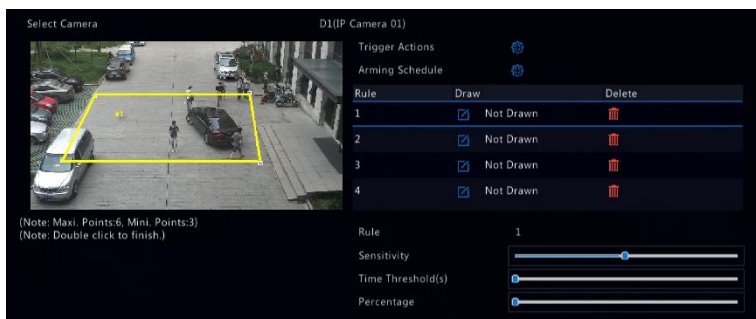 Select Camera
D1(IP Camera 01)
Trigger Actions
Arming Schedule
Rule Draw Delete
1 Not Drawn
2 Not Drawn
3 Not Drawn
4 Not Drawn
(Note: Maxi. Points:6, Mini. Points:3)
(Note: Double click to finish.)
Rule 1
Sensitivity
Time Threshold(s)
Percentage